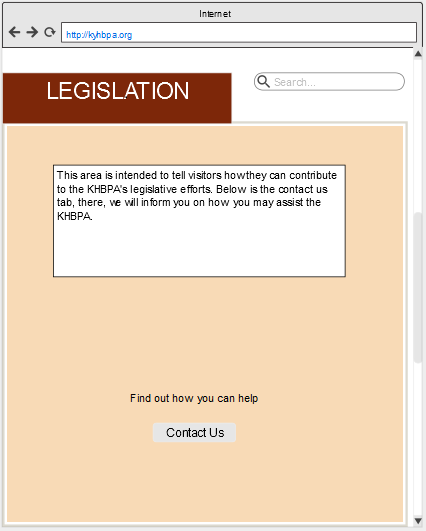 Internet
http://kyhbpa.org
LEGISLATION
Search...
This area is intended to tell visitors howthey can contribute
to the KHBPA's legislative efforts. Below is the contact us
tab, there, we will inform you on how you may assist the
KHBPA.
Find out how you can help
Contact Us